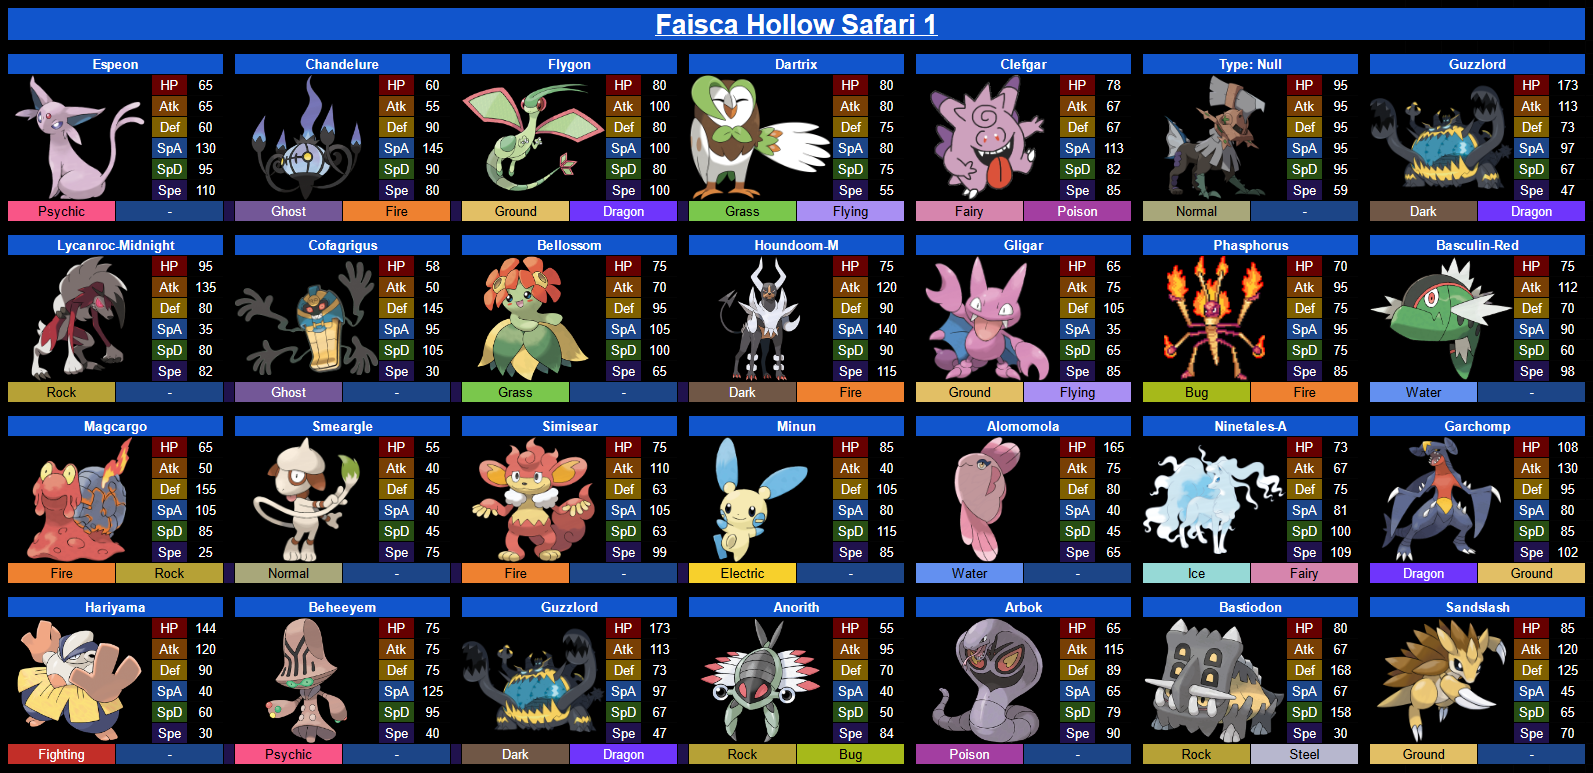 Faisca Hollow Safari 1
Espeon Chandelure Flygon Dartrix Clefgar Type: Null Guzzlord
HP 65 HP 60 HP 80 HP 80 HP 78 HP 95 HP 173
Atk 65 Atk 55 Atk 100 Atk 80 Atk 67 Atk 95 Atk 113
Def 60 Def 90 Def 80 Def 75 Def 67 Def 95 Def 73
SpA 130 SpA 145 SpA 100 SpA 80 SpA 113 SpA 95 SpA 97
SpD 95 SpD 90 SpD 80 SpD 75 SpD 82 SpD 95 SpD 67
Spe 110 Spe 80 Spe 100 Spe 55 Spe 85 Spe 59 Spe 47
Psychic - Ghost Fire Ground Dragon Grass Flying Fairy Poison Normal - Dark Dragon
Lycanroc-Midnight Cofagrigus Bellossom Houndoom-M Gligar Phasphorus Basculin-Red
HP 95 HP 58 HP 75 HP 75 HP 65 HP 70 HP 75
Atk 135 Atk 50 Atk 70 Atk 120 Atk 75 Atk 95 Atk 112
Def 80 Def 145 Def 95 Def 90 Def 105 Def 75 Def 70
SpA 35 SpA 95 SpA 105 SpA 140 SpA 35 SpA 95 SpA 90
SpD 80 SpD 105 SpD 100 SpD 90 SpD 65 SpD 75 SpD 60
Spe 82 Spe 30 Spe 65 Spe 115 Spe 85 Spe 85 Spe 98
Rock - Ghost - Grass - Dark Fire Ground Flying Bug Fire Water -
Magcargo Smeargle Simisear Minun Alomomola Ninetales-A Garchomp
HP 65 HP 55 HP 75 HP 85 HP 165 HP 73 HP 108
Atk 50 Atk 40 Atk 110 Atk 40 Atk 75 Atk 67 Atk 130
Def 155 Def 45 Def 63 Def 105 Def 80 Def 75 Def 95
SpA 105 SpA 40 SpA 105 SpA 80 SpA 40 SpA 81 SpA 80
SpD 85 SpD 45 SpD 63 SpD 115 SpD 45 SpD 100 SpD 85
Spe 25 Spe 75 Spe 99 Spe 85 Spe 65 Spe 109 Spe 102
Fire Rock Normal - Fire - Electric - Water - Ice Fairy Dragon Ground
Hariyama Beheeyem Guzzlord Anorith Arbok Bastiodon Sandslash
HP 144 HP 75 HP 173 HP 55 HP 65 HP 80 HP 85
Atk 120 Atk 75 Atk 113 Atk 95 Atk 115 Atk 67 Atk 120
Def 90 Def 75 Def 73 Def 70 Def 89 Def 168 Def 125
SpA 40 SpA 125 SpA 97 SpA 40 SpA 65 SpA 67 SpA 45
SpD 60 SpD 95 SpD 67 SpD 50 SpD 79 SpD 158 SpD 65
Spe 30 Spe 40 Spe 47 Spe 84 Spe 90 Spe 30 Spe 70
Fighting - Psychic - Dark Dragon Rock Bug Poison - Rock Steel Ground -